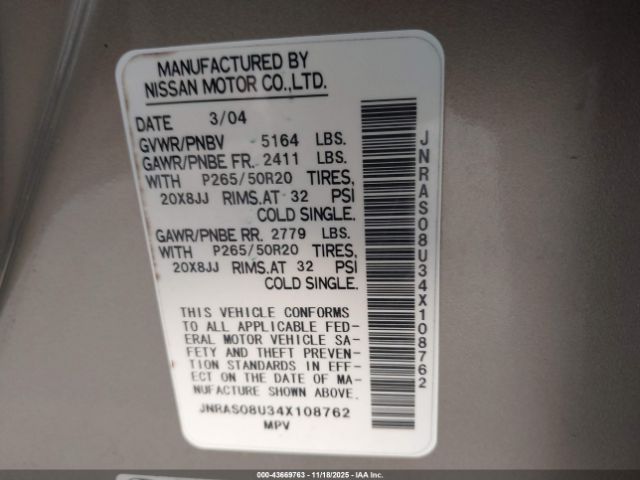 MANUFACTURED BY
NISSAN MOTOR CO.,LTD.
DATE 3/04
GVWR/PNBV 5164 LBS.
GAWR/PNBE FR. 2411 LBS.
WITH P265/50R20 TIRES,
20X8JJ RIMS.AT 32 PSI
COLD SINGLE.
GAWR/PNBE RR. 2779 LBS.
WITH P265/50R20 TIRES,
20X8JJ RIMS.AT 32 PSI
COLD SINGLE.
THIS VEHICLE CONFORMS
TO ALL APPLICABLE FED-
ERAL MOTOR VEHICLE SA-
FETY AND THEFT PREVEN-
TION STANDARDS IN EFF-
ECT ON THE DATE OF MA-
NUFACTURE SHOWN ABOVE.
JNRAS08U34X108762
MPV
JNRAS08U34X108762
000-43669763 - 11/18/2025 - © IAA Inc.